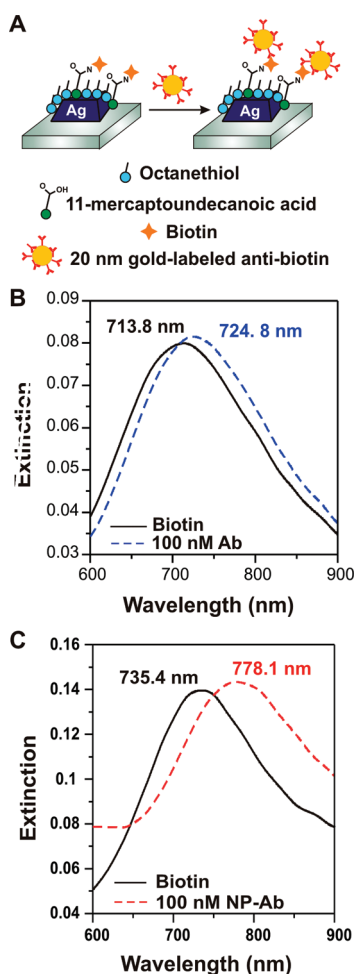 A
O
N
O
N
O
N
O
N
Ag
Ag
Octanethiol
O
OH
11-mercaptoundecanoic acid
Biotin
20 nm gold-labeled anti-biotin
B
0.09
713.8 nm
724. 8 nm
0.08
0.07
0.06
0.05
0.04
0.03
Extinction
Biotin
100 nM Ab
600
700
800
900
Wavelength (nm)
C
0.16
735.4 nm
778.1 nm
0.14
0.12
0.1
0.08
0.06
0.04
Extinction
Biotin
100 nM NP-Ab
600
700
800
900
Wavelength (nm)